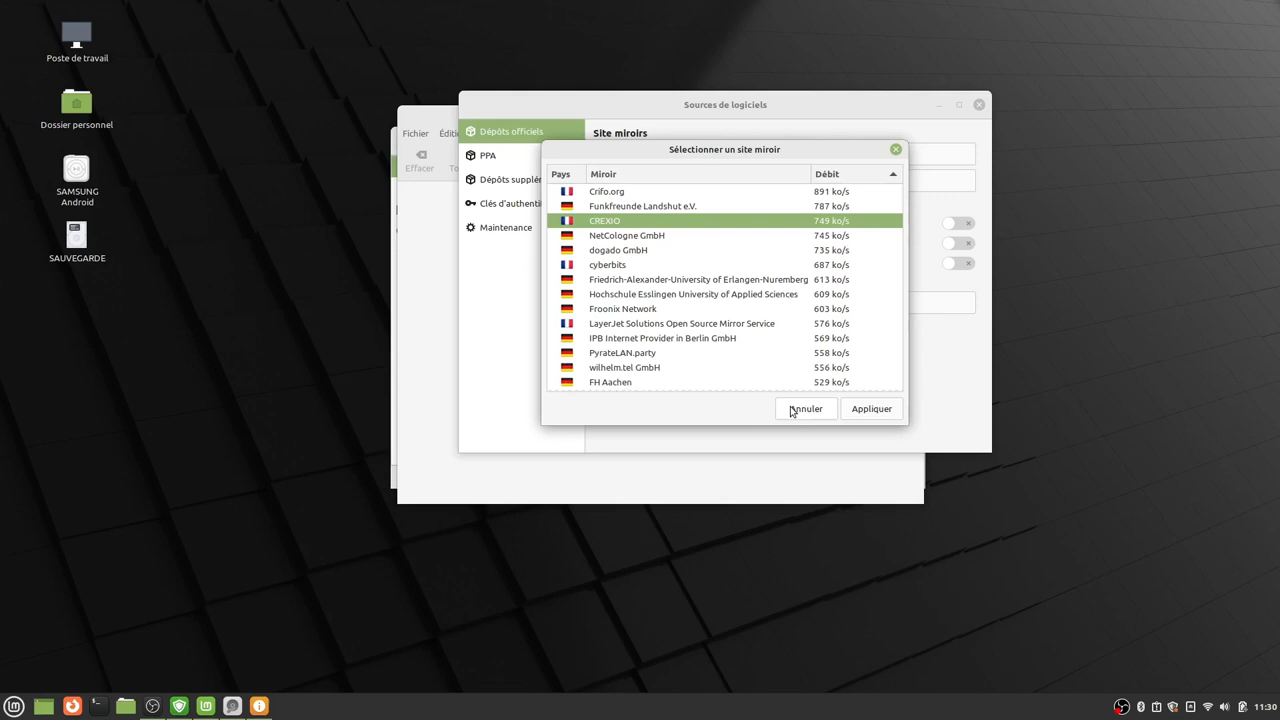 Poste de travail
Dossier personnel
SAMSUNG
Android
SAUVEGARDE
Sources de logiciels
Fichier
Effacer
Dépôts officiels
PPA
Dépôts
Maintenance
Site miroirs
Sélectionner un site miroir
Pays Miroir Débit
Crifo.org 891 ko/s
Funkfreunde Landshut e.V. 787 ko/s
CREXIO 749 ko/s
NetCologne GmbH 745 ko/s
dogado GmbH 735 ko/s
cyberbits 687 ko/s
Friedrich-Alexander-University of Erlangen-Nuremberg 613 ko/s
Hochschule Esslingen University of Applied Sciences 609 ko/s
Froonix Network 603 ko/s
LayerJet Solutions Open Source Mirror Service 576 ko/s
IPB Internet Provider in Berlin GmbH 569 ko/s
PyrateLAN.party 558 ko/s
wilhelm.tel GmbH 556 ko/s
FH Aachen 529 ko/s
Annuler Appliquer
11:30